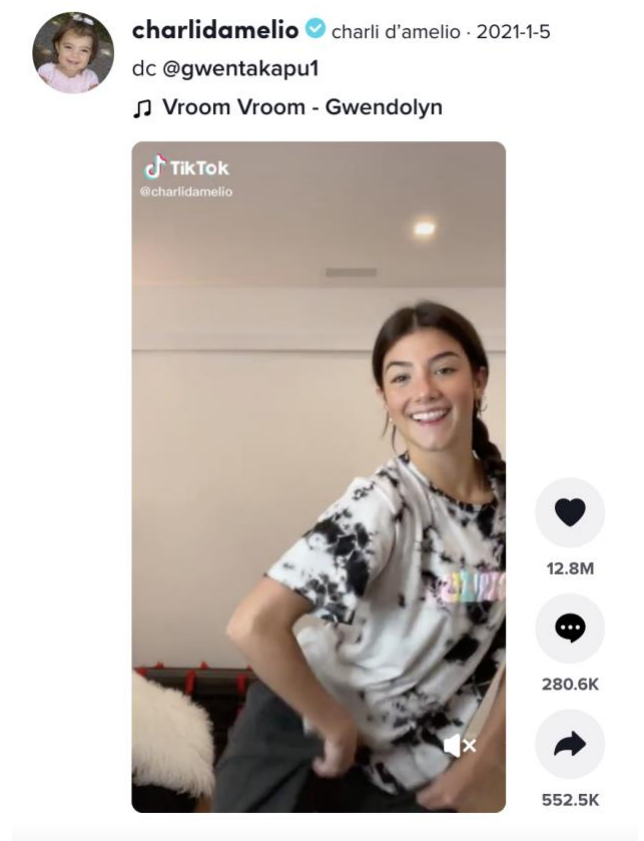 charlidamelio charli d’amelio · 2021-1-5
dc @gwentakapu1
Vroom Vroom - Gwendolyn
TikTok
@charlidamelio
12.8M
280.6K
552.5K